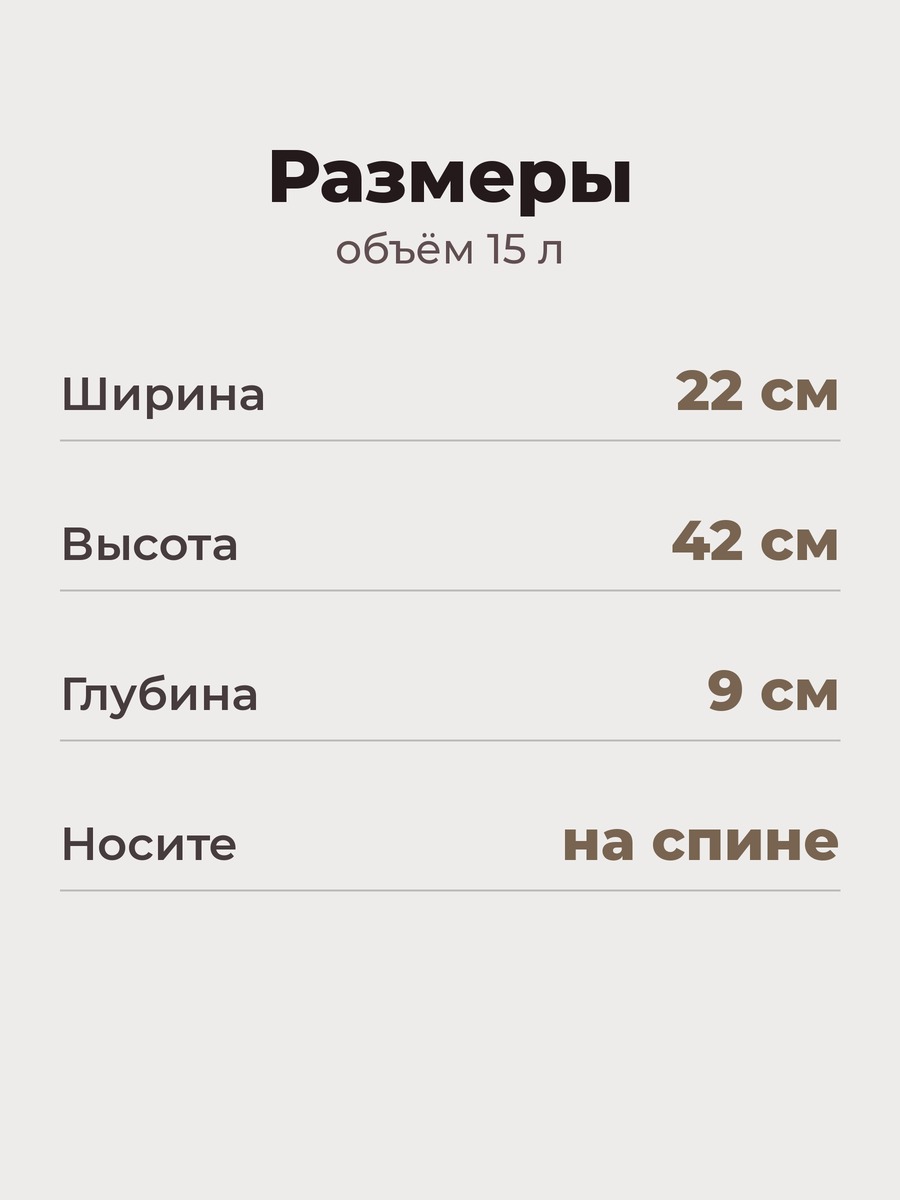 Размеры
объём 15 л
Ширина 22 см
Высота 42 см
Глубина 9 см
Носите на спине